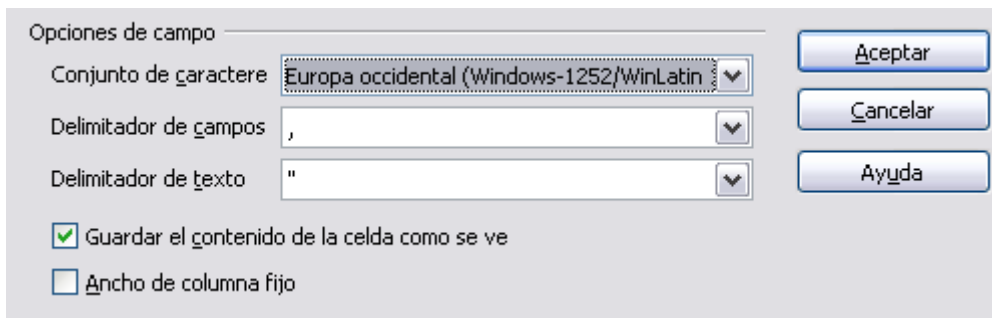 Opciones de campo
Conjunto de caractere
Europa occidental (Windows-1252/WinLatin
Delimitador de campos
,
Delimitador de texto
"
Guardar el contenido de la celda como se ve
Ancho de columna fijo
Aceptar
Cancelar
Ayuda